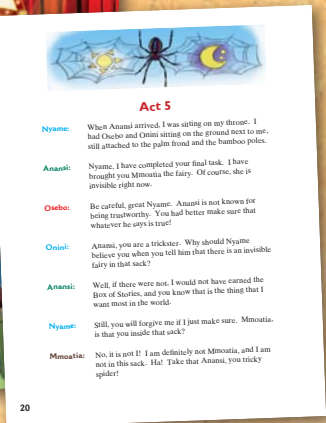 Act 5
Nyame: When Anansi arrived, I was sitting on my throne. I
had Osebo and Onini sitting on the ground next to me,
still attached to the palm frond and the bamboo poles.
Anansi: Nyame, I have completed your final task. I have
brought you Mmoatia the fairy. Of course, she is
invisible right now.
Osebo: Be careful, great Nyame. Anansi is not known for
being trustworthy. You had better make sure that
whatever he says is true!
Onini: Anansi, you are a trickster. Why should Nyame
believe you when you tell him that there is an invisible
fairy in that sack?
Anansi: Well, if there were not, I would not have earned the
Box of Stories, and you know that is the thing that I
want most in the world.
Nyame: Still, you will forgive me if I just make sure. Mmoatia,
is that you inside that sack?
Mmoatia: No, it is not I! I am definitely not Mmoatia, and I am
not in this sack. Ha! Take that Anansi, you tricky
spider!
20